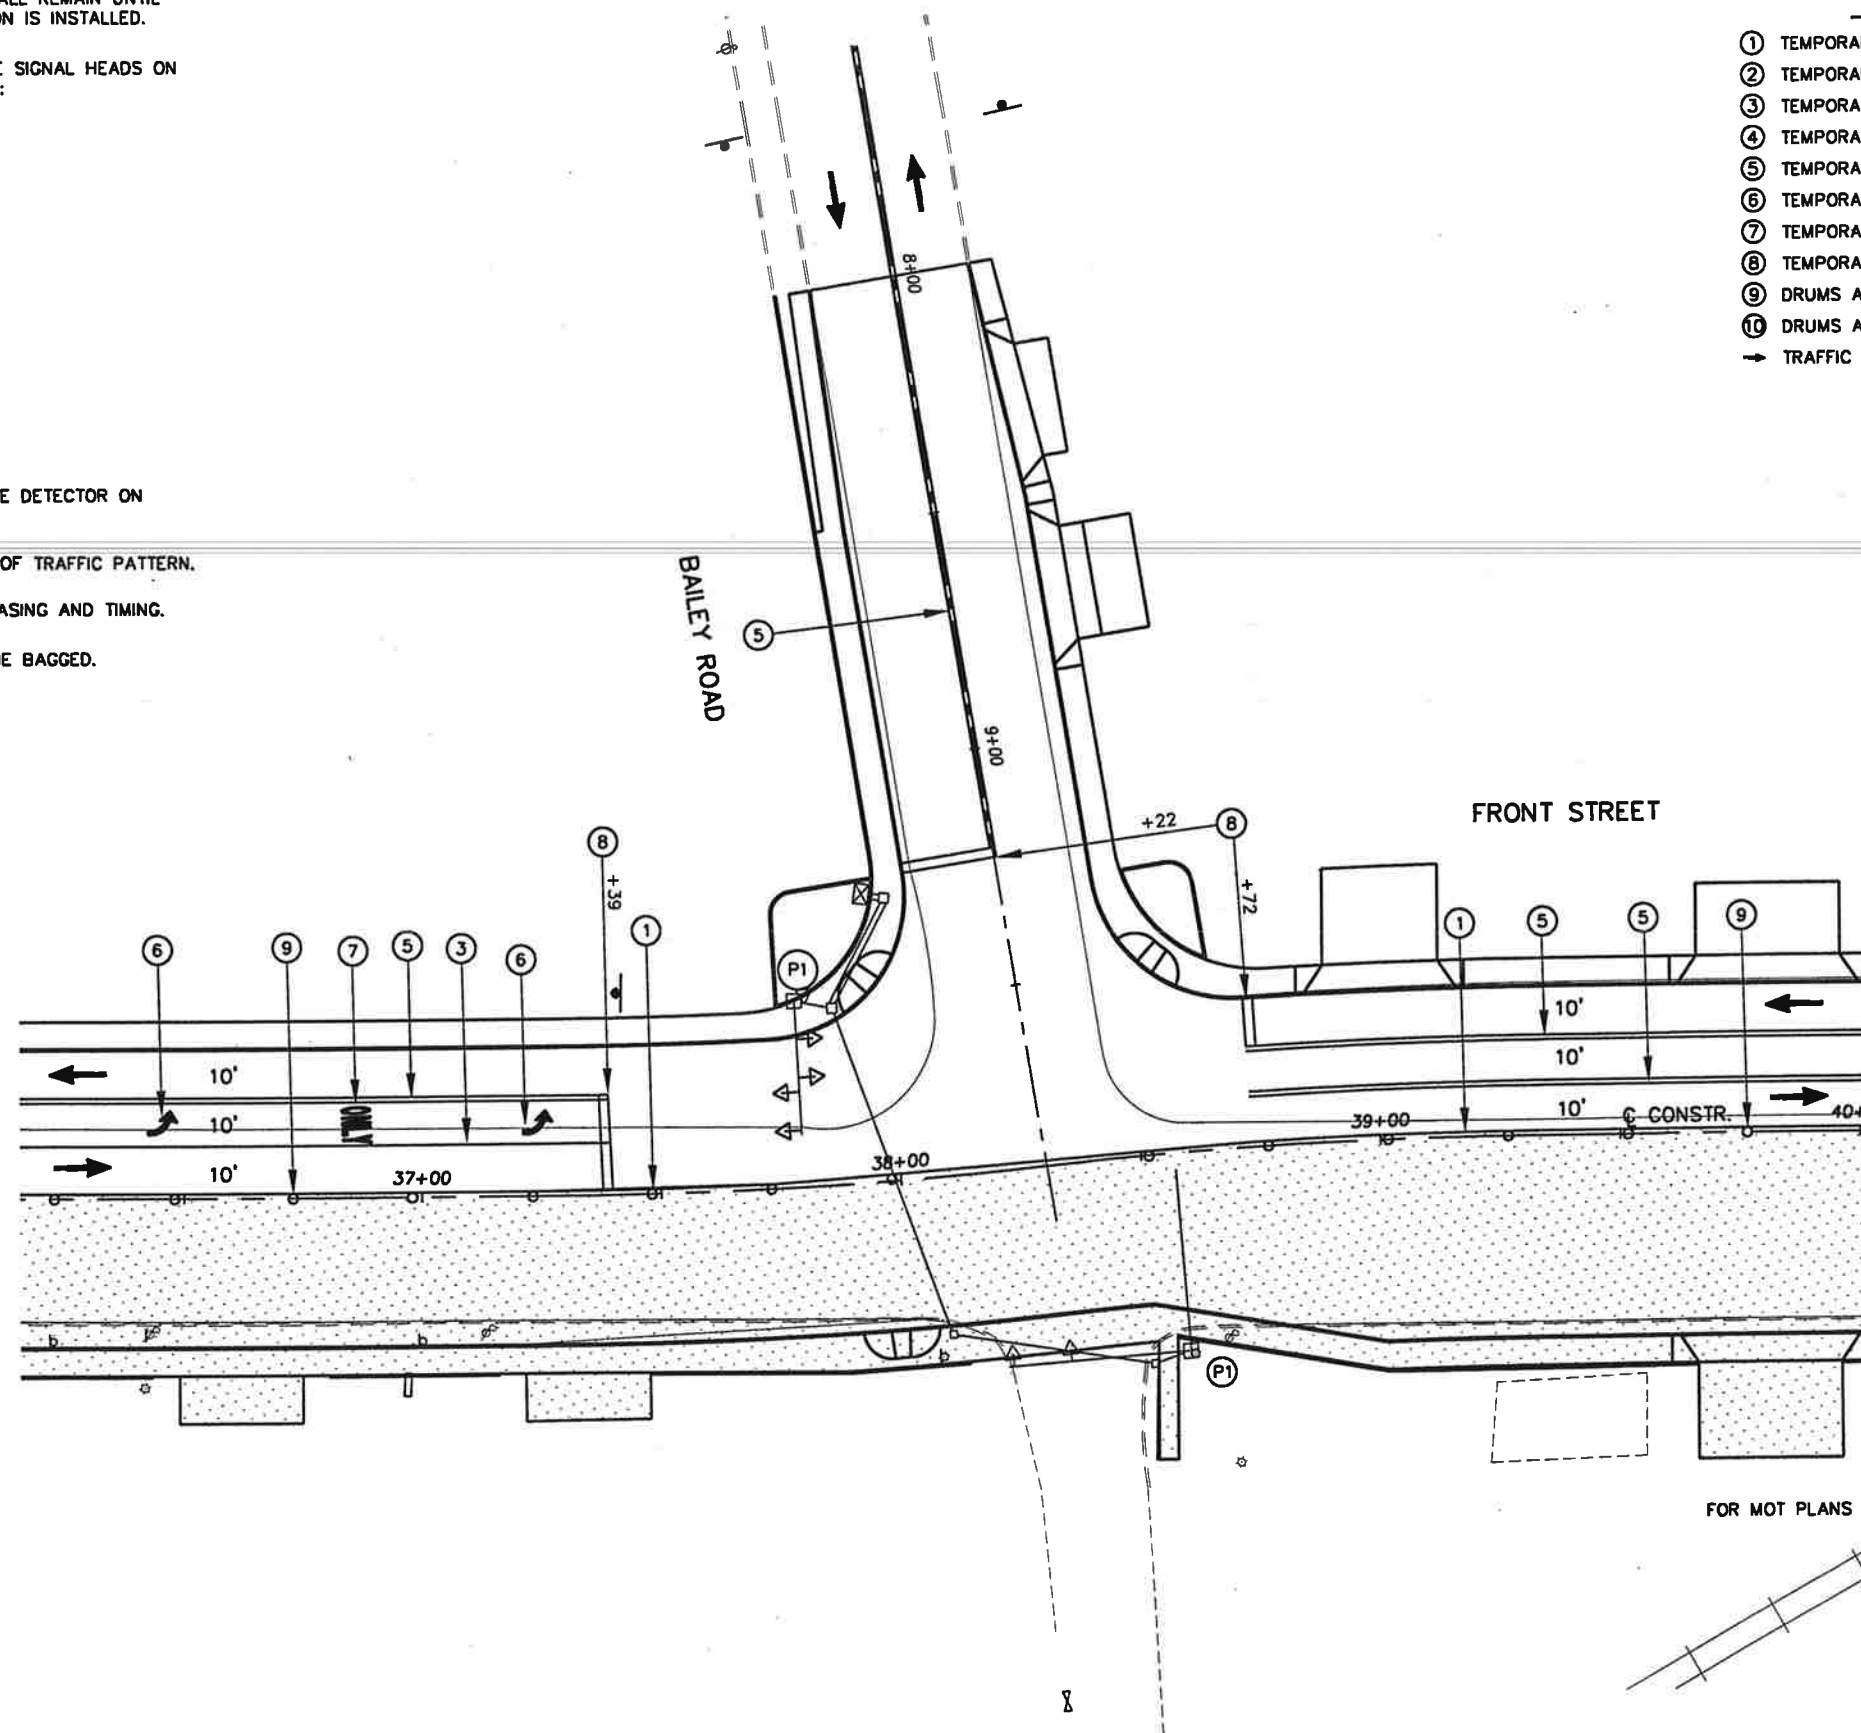 ALL REMAIN UNTIL
ON IS INSTALLED.
E SIGNAL HEADS ON
:
E DETECTOR ON
OF TRAFFIC PATTERN.
ASING AND TIMING.
E BAGGED.
1 TEMPORA
2 TEMPORA
3 TEMPORA
4 TEMPORA
5 TEMPORA
6 TEMPORA
7 TEMPORA
8 TEMPORA
9 DRUMS A
10 DRUMS A
TRAFFIC
8+00
BAILEY ROAD
5
9+00
FRONT STREET
+22
8
8
+39
+72
6
9
7
5
3
6
1
P1
1
5
5
9
10'
10'
10'
10'
10'
10'
ONLY
37+00
38+00
39+00
℄ CONSTR.
40+
P1
FOR MOT PLANS